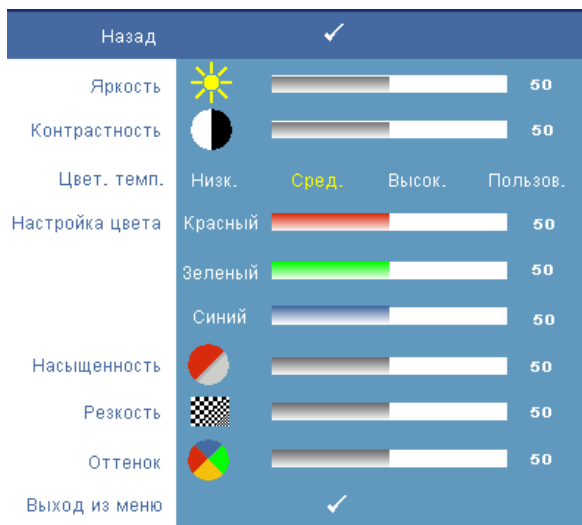 Назад
Яркость 50
Контрастность 50
Цвет. темп. Низк. Сред. Высок. Пользов.
Настройка цвета Красный 50
Зеленый 50
Синий 50
Насыщенность 50
Резкость 50
Оттенок 50
Выход из меню